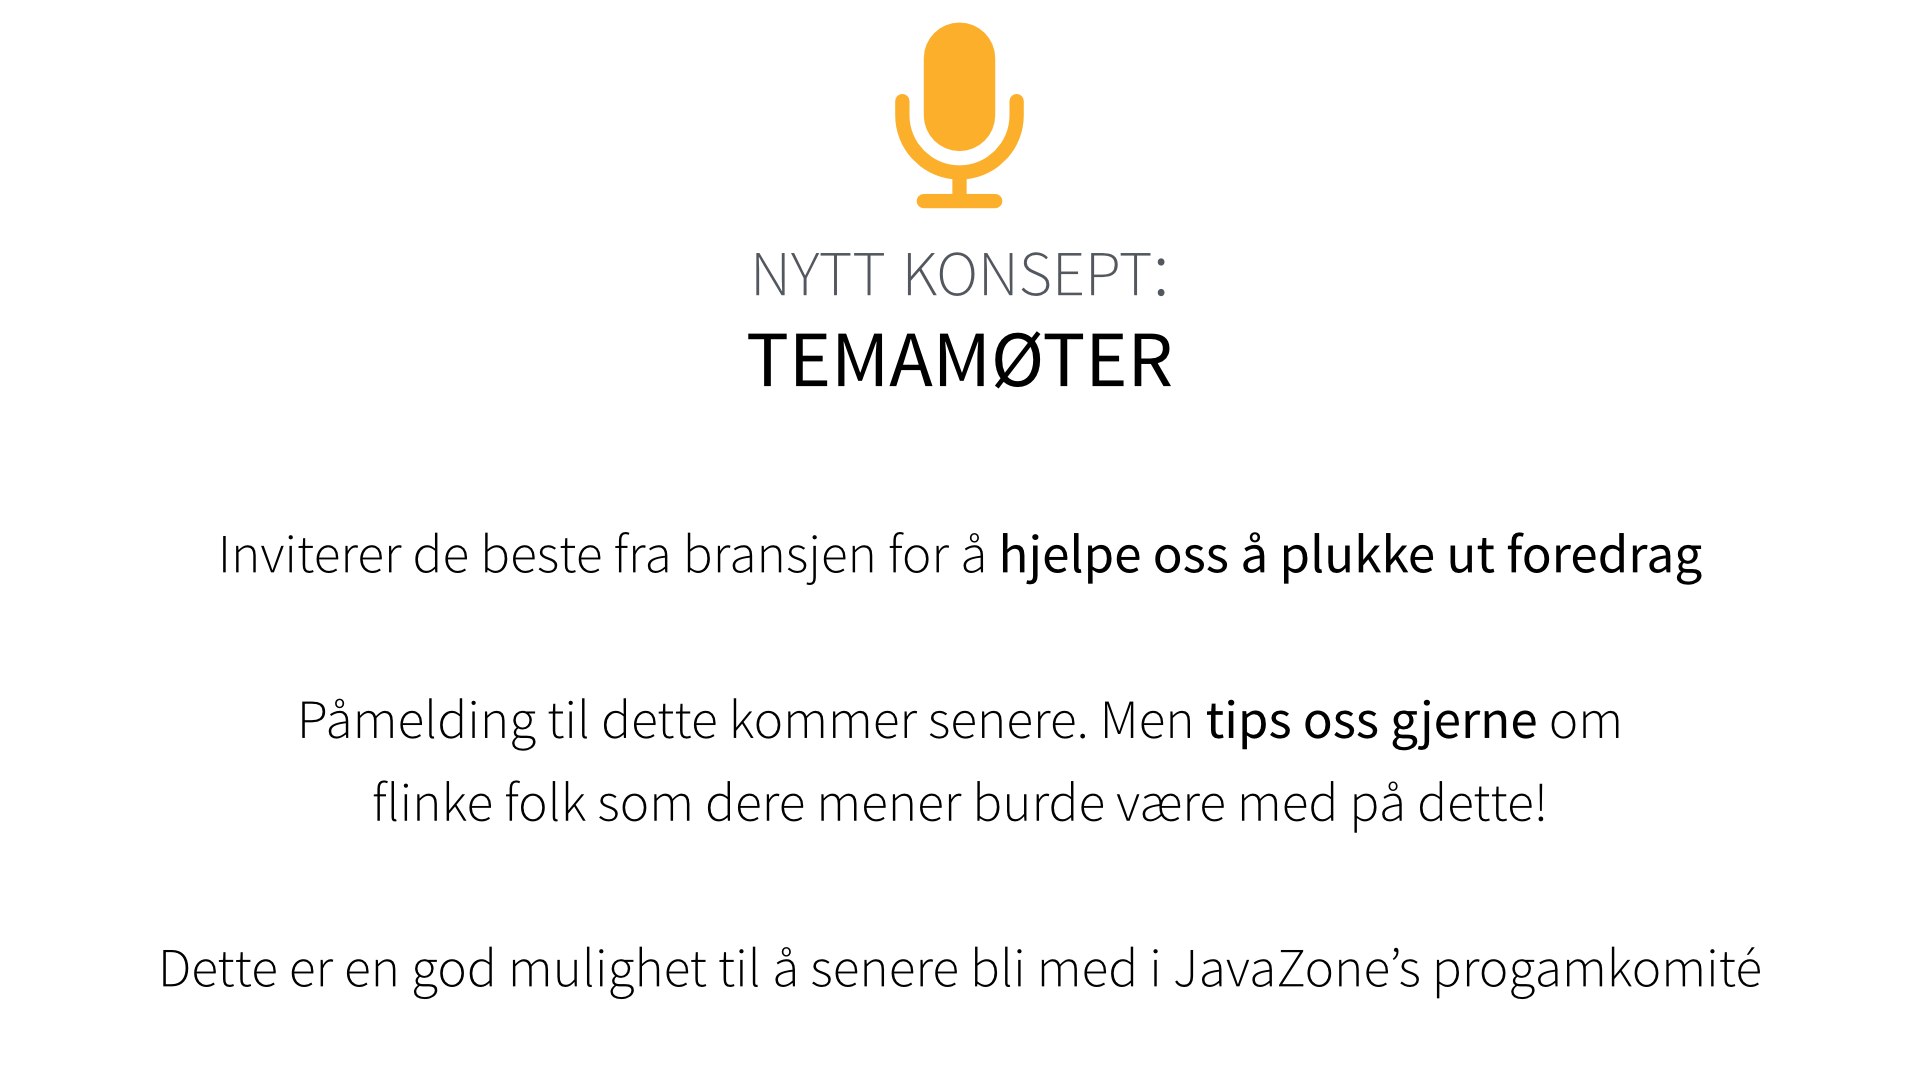 NYTT KONSEPT:
TEMAMØTER
Inviterer de beste fra bransjen for å hjelpe oss å plukke ut foredrag
Påmelding til dette kommer senere. Men tips oss gjerne om
flinke folk som dere mener burde være med på dette!
Dette er en god mulighet til å senere bli med i JavaZone’s progamkomité